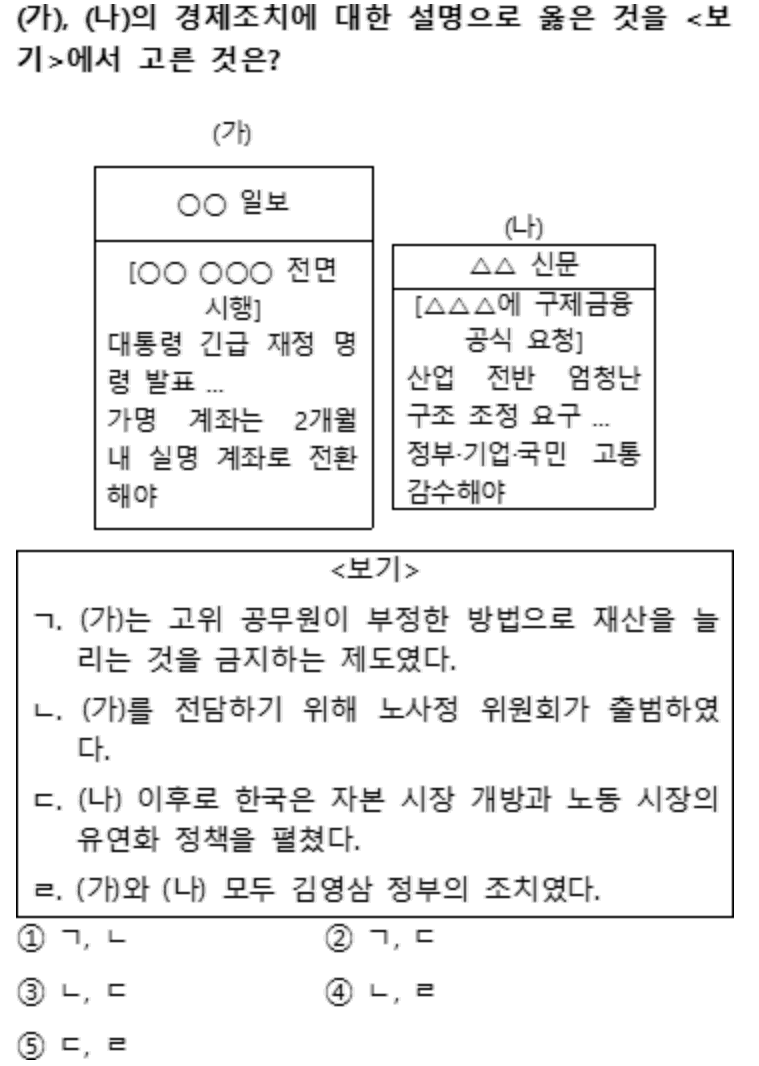 (가), (나)의 경제조치에 대한 설명으로 옳은 것을 <보
기>에서 고른 것은?
(가)
○○ 일보
[○○ ○○○ 전면
시행]
대통령 긴급 재정 명
령 발표 ...
가명 계좌는 2개월
내 실명 계좌로 전환
해야
(나)
△△ 신문
[△△△에 구제금융
공식 요청]
산업 전반 엄청난
구조 조정 요구 ...
정부·기업·국민 고통
감수해야
<보기>
ㄱ. (가)는 고위 공무원이 부정한 방법으로 재산을 늘
리는 것을 금지하는 제도였다.
ㄴ. (가)를 전담하기 위해 노사정 위원회가 출범하였
다.
ㄷ. (나) 이후로 한국은 자본 시장 개방과 노동 시장의
유연화 정책을 펼쳤다.
ㄹ. (가)와 (나) 모두 김영삼 정부의 조치였다.
① ㄱ, ㄴ ② ㄱ, ㄷ
③ ㄴ, ㄷ ④ ㄴ, ㄹ
⑤ ㄷ, ㄹ